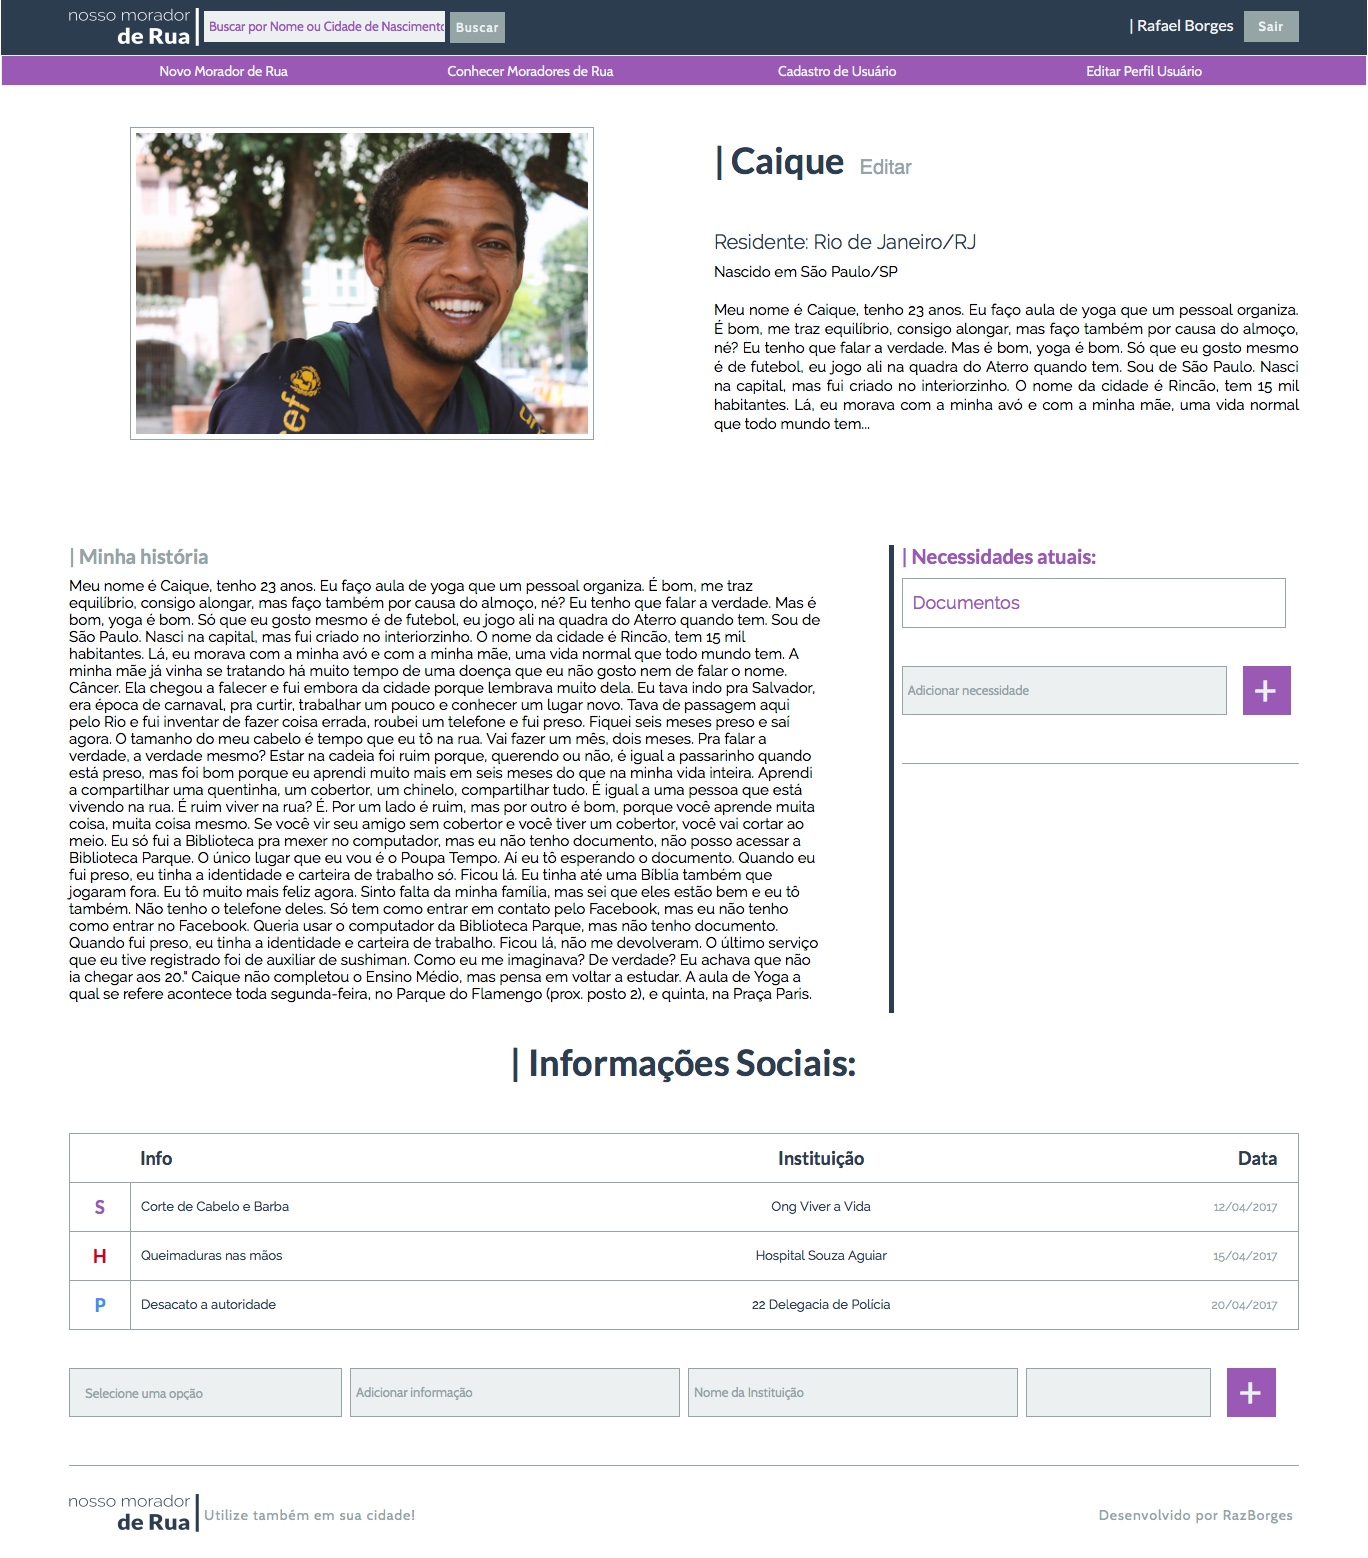 nosso morador
de Rua
Buscar por Nome ou Cidade de Nascimento
Buscar
| Rafael Borges
Sair
Novo Morador de Rua
Conhecer Moradores de Rua
Cadastro de Usuário
Editar Perfil Usuário
| Caique Editar
Residente: Rio de Janeiro/RJ
Nascido em São Paulo/SP
Meu nome é Caique, tenho 23 anos. Eu faço aula de yoga que um pessoal organiza.
É bom, me traz equilíbrio, consigo alongar, mas faço também por causa do almoço,
né? Eu tenho que falar a verdade. Mas é bom, yoga é bom. Só que eu gosto mesmo
é de futebol, eu jogo ali na quadra do Aterro quando tem. Sou de São Paulo. Nasci
na capital, mas fui criado no interiorzinho. O nome da cidade é Rincão, tem 15 mil
habitantes. Lá, eu morava com a minha avó e com a minha mãe, uma vida normal
que todo mundo tem...
| Minha história
Meu nome é Caique, tenho 23 anos. Eu faço aula de yoga que um pessoal organiza. É bom, me traz
equilíbrio, consigo alongar, mas faço também por causa do almoço, né? Eu tenho que falar a verdade. Mas é
bom, yoga é bom. Só que eu gosto mesmo é de futebol, eu jogo ali na quadra do Aterro quando tem. Sou de
São Paulo. Nasci na capital, mas fui criado no interiorzinho. O nome da cidade é Rincão, tem 15 mil
habitantes. Lá, eu morava com a minha avó e com a minha mãe, uma vida normal que todo mundo tem. A
minha mãe já vinha se tratando há muito tempo de uma doença que eu não gosto nem de falar o nome.
Câncer. Ela chegou a falecer e fui embora da cidade porque lembrava muito dela. Eu tava indo pra Salvador,
era época de carnaval, pra curtir, trabalhar um pouco e conhecer um lugar novo. Tava de passagem aqui
pelo Rio e fui inventar de fazer coisa errada, roubei um telefone e fui preso. Fiquei seis meses preso e saí
agora. O tamanho do meu cabelo é tempo que eu tô na rua. Vai fazer um mês, dois meses. Pra falar a
verdade, a verdade mesmo? Estar na cadeia foi ruim porque, querendo ou não, é igual a passarinho quando
está preso, mas foi bom porque eu aprendi muito mais em seis meses do que na minha vida inteira. Aprendi
a compartilhar uma quentinha, um cobertor, um chinelo, compartilhar tudo. É igual a uma pessoa que está
vivendo na rua. É ruim viver na rua? É. Por um lado é ruim, mas por outro é bom, porque você aprende muita
coisa, muita coisa mesmo. Se você vir seu amigo sem cobertor e você tiver um cobertor, você vai cortar ao
meio. Eu só fui a Biblioteca pra mexer no computador, mas eu não tenho documento, não posso acessar a
Biblioteca Parque. O único lugar que eu vou é o Poupa Tempo. Aí eu tô esperando o documento. Quando eu
fui preso, eu tinha a identidade e carteira de trabalho só. Ficou lá. Eu tinha até uma Bíblia também que
jogaram fora. Eu tô muito mais feliz agora. Sinto falta da minha família, mas sei que eles estão bem e eu tô
também. Não tenho o telefone deles. Só tem como entrar em contato pelo Facebook, mas eu não tenho
como entrar no Facebook. Queria usar o computador da Biblioteca Parque, mas não tenho documento.
Quando fui preso, eu tinha a identidade e carteira de trabalho. Ficou lá, não me devolveram. O último serviço
que eu tive registrado foi de auxiliar de sushiman. Como eu me imaginava? De verdade? Eu achava que não
ia chegar aos 20." Caique não completou o Ensino Médio, mas pensa em voltar a estudar. A aula de Yoga a
qual se refere acontece toda segunda-feira, no Parque do Flamengo (prox. posto 2), e quinta, na Praça Paris.
| Necessidades atuais:
Documentos
Adicionar necessidade
+
| Informações Sociais:
Info Instituição Data
S Corte de Cabelo e Barba Ong Viver a Vida 12/04/2017
H Queimaduras nas mãos Hospital Souza Aguiar 15/04/2017
P Desacato a autoridade 22 Delegacia de Polícia 20/04/2017
Selecione uma opção Adicionar informação Nome da Instituição +
nosso morador
de Rua
Utilize também em sua cidade!
Desenvolvido por RazBorges